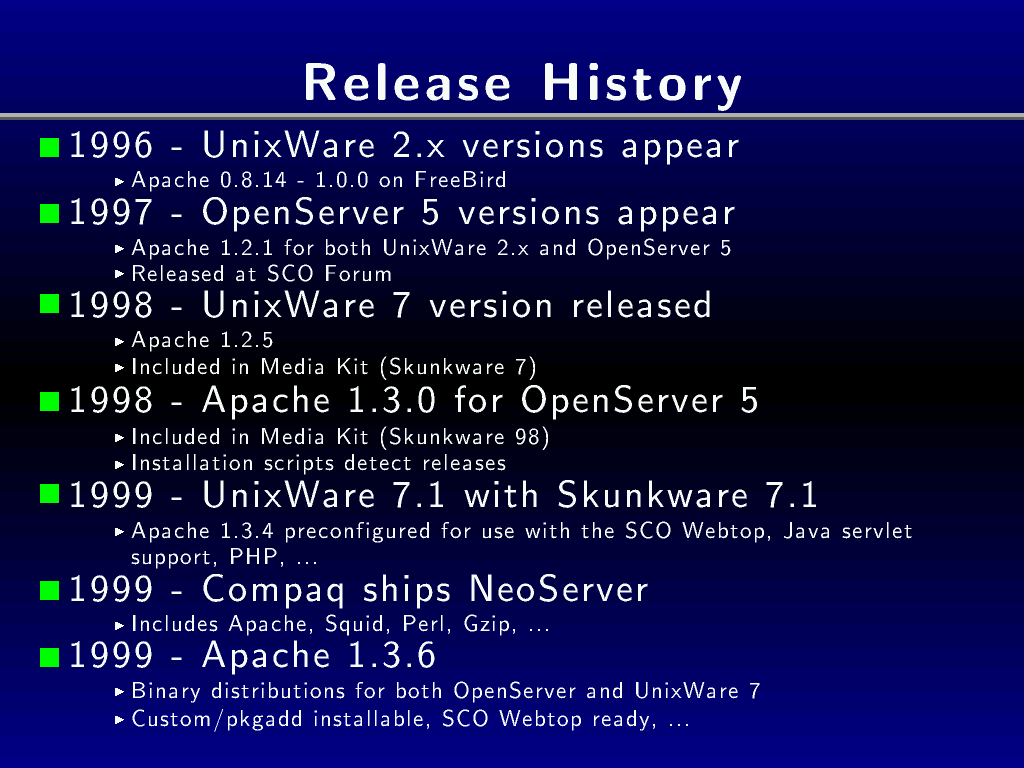 Release History
1996 - UnixWare 2.x versions appear
Apache 0.8.14 - 1.0.0 on FreeBird
1997 - OpenServer 5 versions appear
Apache 1.2.1 for both UnixWare 2.x and OpenServer 5
Released at SCO Forum
1998 - UnixWare 7 version released
Apache 1.2.5
Included in Media Kit (Skunkware 7)
1998 - Apache 1.3.0 for OpenServer 5
Included in Media Kit (Skunkware 98)
Installation scripts detect releases
1999 - UnixWare 7.1 with Skunkware 7.1
Apache 1.3.4 preconfigured for use with the SCO Webtop, Java servlet
support, PHP, ...
1999 - Compaq ships NeoServer
Includes Apache, Squid, Perl, Gzip, ...
1999 - Apache 1.3.6
Binary distributions for both OpenServer and UnixWare 7
Custom/pkgadd installable, SCO Webtop ready, ...